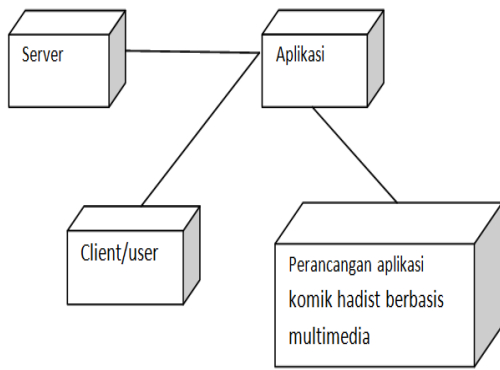 Server
Aplikasi
Client/user
Perancangan aplikasi
komik hadist berbasis
multimedia